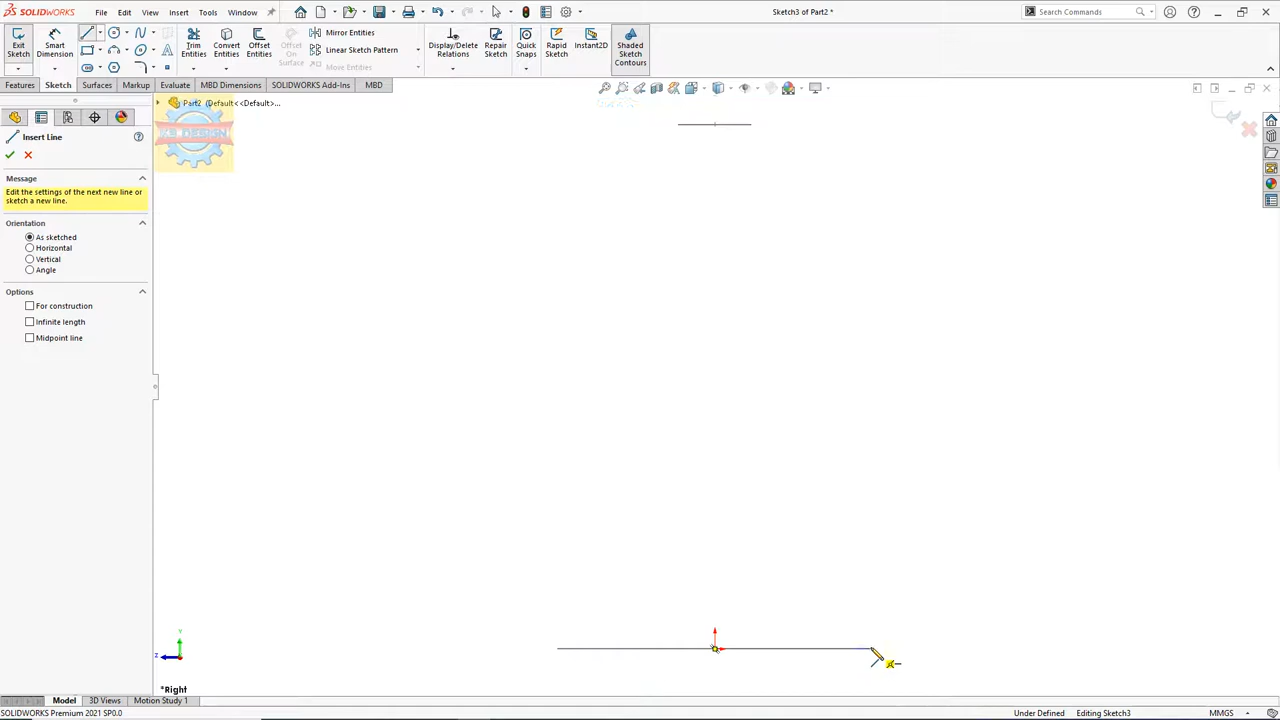 SOLIDWORKS File Edit View Insert Tools Window Sketch3 of Part2 * Search Commands
Exit Sketch Smart Dimension Trim Entities Convert Entities Offset Entities Offset On Surface Mirror Entities Linear Sketch Pattern Move Entities Display/Delete Relations Repair Sketch Quick Snaps Rapid Sketch Instant2D Shaded Sketch Contours
Features Sketch Surfaces Markup Evaluate MBD Dimensions SOLIDWORKS Add-Ins MBD
Part2 (Default<<Default>...
KB DESIGN
Insert Line
Message
Edit the settings of the next new line or
sketch a new line.
Orientation
As sketched
Horizontal
Vertical
Angle
Options
For construction
Infinite length
Midpoint line
Y
Z
*Right
Model 3D Views Motion Study 1
SOLIDWORKS Premium 2021 SP0.0 Under Defined Editing Sketch3 MMGS